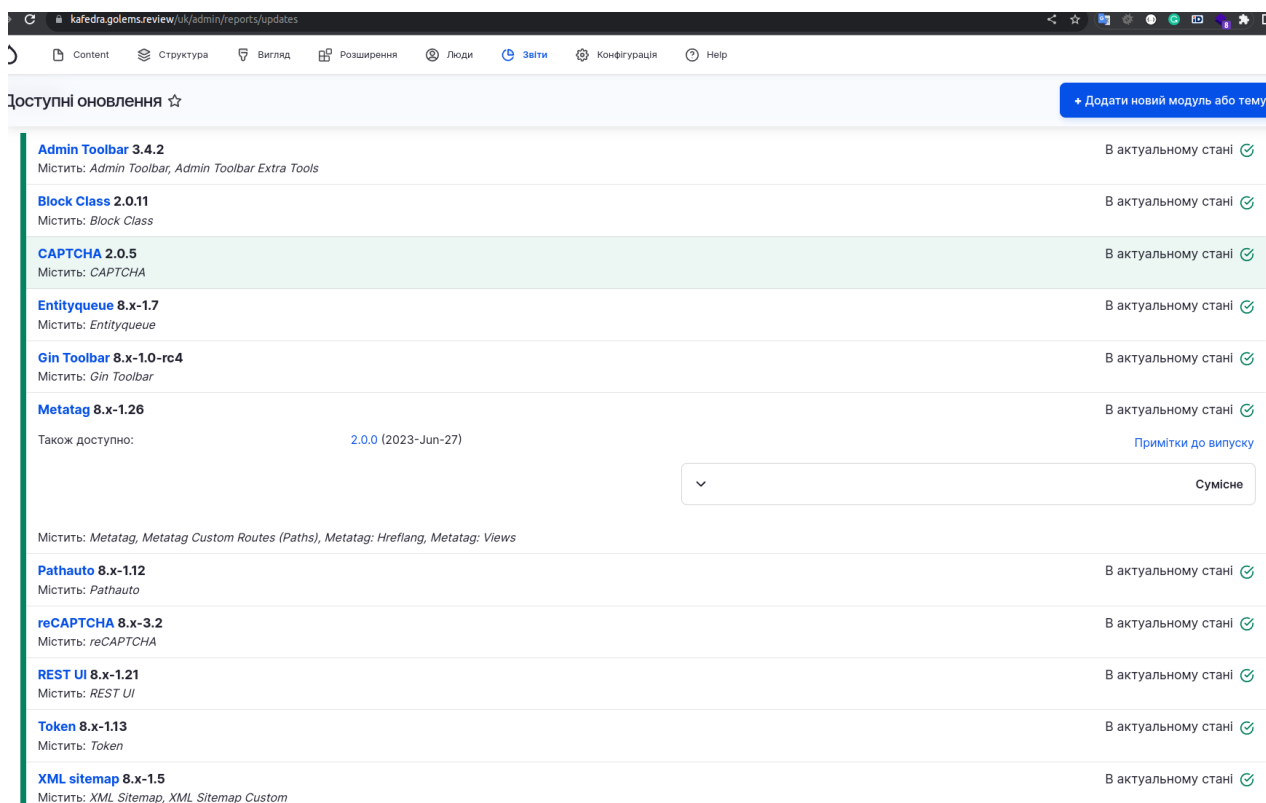 kafedra.golems.review/uk/admin/reports/updates
8
Content Структура Вигляд Розширення Люди Звіти Конфігурація Help
Доступні оновлення
+ Додати новий модуль або тему
Admin Toolbar 3.4.2 В актуальному стані
Містить: Admin Toolbar, Admin Toolbar Extra Tools
Block Class 2.0.11 В актуальному стані
Містить: Block Class
CAPTCHA 2.0.5 В актуальному стані
Містить: CAPTCHA
Entityqueue 8.x-1.7 В актуальному стані
Містить: Entityqueue
Gin Toolbar 8.x-1.0-rc4 В актуальному стані
Містить: Gin Toolbar
Metatag 8.x-1.26 В актуальному стані
Також доступно: 2.0.0 (2023-Jun-27) Примітки до випуску
Сумісне
Містить: Metatag, Metatag Custom Routes (Paths), Metatag: Hreflang, Metatag: Views
Pathauto 8.x-1.12 В актуальному стані
Містить: Pathauto
reCAPTCHA 8.x-3.2 В актуальному стані
Містить: reCAPTCHA
REST UI 8.x-1.21 В актуальному стані
Містить: REST UI
Token 8.x-1.13 В актуальному стані
Містить: Token
XML sitemap 8.x-1.5 В актуальному стані
Містить: XML Sitemap, XML Sitemap Custom